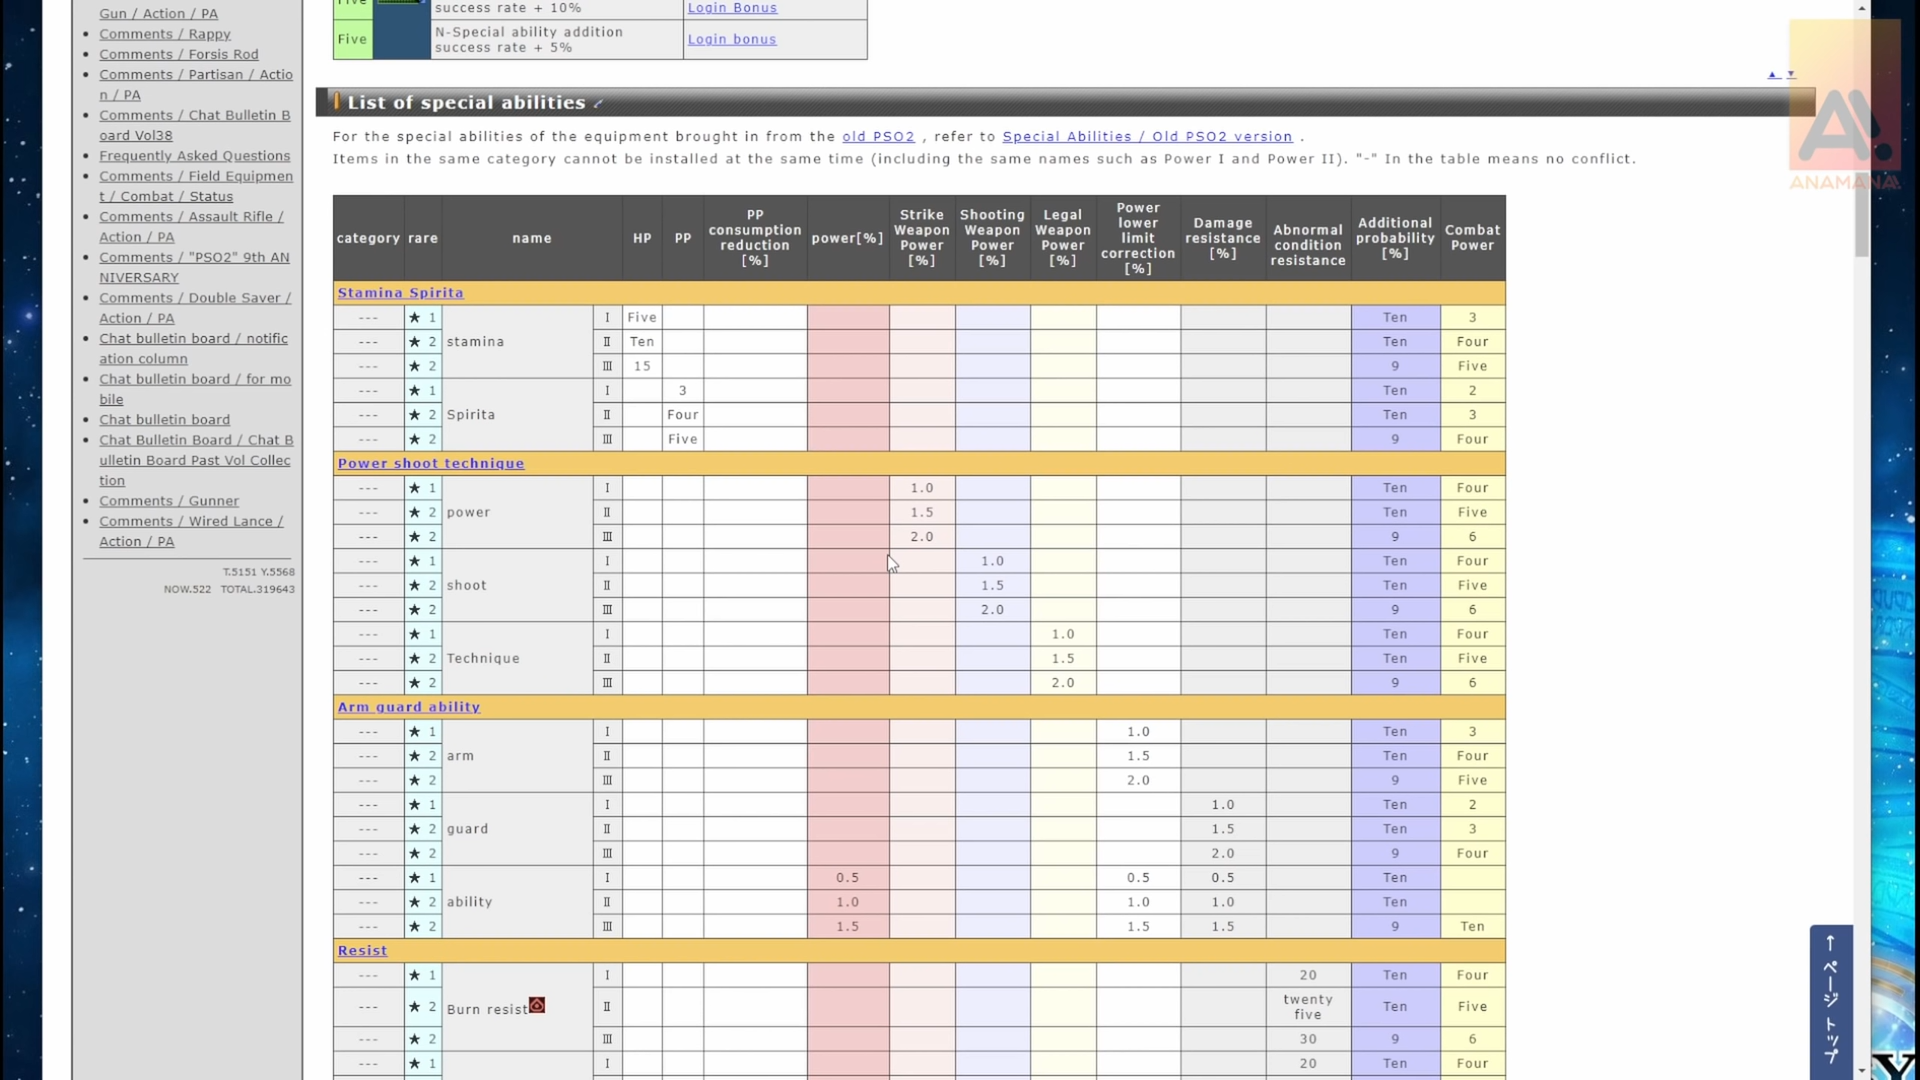 Gun / Action / PA
Comments / Rappy
Comments / Forsis Rod
Comments / Partisan / Actio
n / PA
Comments / Chat Bulletin B
oard Vol38
Frequently Asked Questions
Comments / Field Equipmen
t / Combat / Status
Comments / Assault Rifle /
Action / PA
Comments / "PSO2" 9th AN
NIVERSARY
Comments / Double Saver /
Action / PA
Chat bulletin board / notific
ation column
Chat bulletin board / for mo
bile
Chat bulletin board
Chat Bulletin Board / Chat B
ulletin Board Past Vol Collec
tion
Comments / Gunner
Comments / Wired Lance /
Action / PA
T.5151 Y.5568
NOW.522 TOTAL.319643
Five success rate + 10% Login Bonus
Five N-Special ability addition
success rate + 5% Login bonus
List of special abilities
For the special abilities of the equipment brought in from the old PSO2 , refer to Special Abilities / Old PSO2 version .
Items in the same category cannot be installed at the same time (including the same names such as Power I and Power II). "-" In the table means no conflict.
category rare name HP PP PP consumption reduction [%] power[%] Strike Weapon Power [%] Shooting Weapon Power [%] Legal Weapon Power [%] Power lower limit correction [%] Damage resistance [%] Abnormal condition resistance Additional probability [%] Combat Power
Stamina Spirita
--- ★ 1 Ⅰ Five Ten 3
--- ★ 2 stamina Ⅱ Ten Ten Four
--- ★ 2 Ⅲ 15 9 Five
--- ★ 1 Ⅰ 3 Ten 2
--- ★ 2 Spirita Ⅱ Four Ten 3
--- ★ 2 Ⅲ Five 9 Four
Power shoot technique
--- ★ 1 Ⅰ 1.0 Ten Four
--- ★ 2 power Ⅱ 1.5 Ten Five
--- ★ 2 Ⅲ 2.0 9 6
--- ★ 1 Ⅰ 1.0 Ten Four
--- ★ 2 shoot Ⅱ 1.5 Ten Five
--- ★ 2 Ⅲ 2.0 9 6
--- ★ 1 Ⅰ 1.0 Ten Four
--- ★ 2 Technique Ⅱ 1.5 Ten Five
--- ★ 2 Ⅲ 2.0 9 6
Arm guard ability
--- ★ 1 Ⅰ 1.0 Ten 3
--- ★ 2 arm Ⅱ 1.5 Ten Four
--- ★ 2 Ⅲ 2.0 9 Five
--- ★ 1 Ⅰ 1.0 Ten 2
--- ★ 2 guard Ⅱ 1.5 Ten 3
--- ★ 2 Ⅲ 2.0 9 Four
--- ★ 1 Ⅰ 0.5 0.5 0.5 Ten
--- ★ 2 ability Ⅱ 1.0 1.0 1.0 Ten
--- ★ 2 Ⅲ 1.5 1.5 1.5 9 Ten
Resist
--- ★ 1 Ⅰ 20 Ten Four
--- ★ 2 Burn resist Ⅱ twenty five Ten Five
--- ★ 2 Ⅲ 30 9 6
--- ★ 1 Ⅰ 20 Ten Four
▲ ▼
A!
ANAMANA!
↑ページトップ